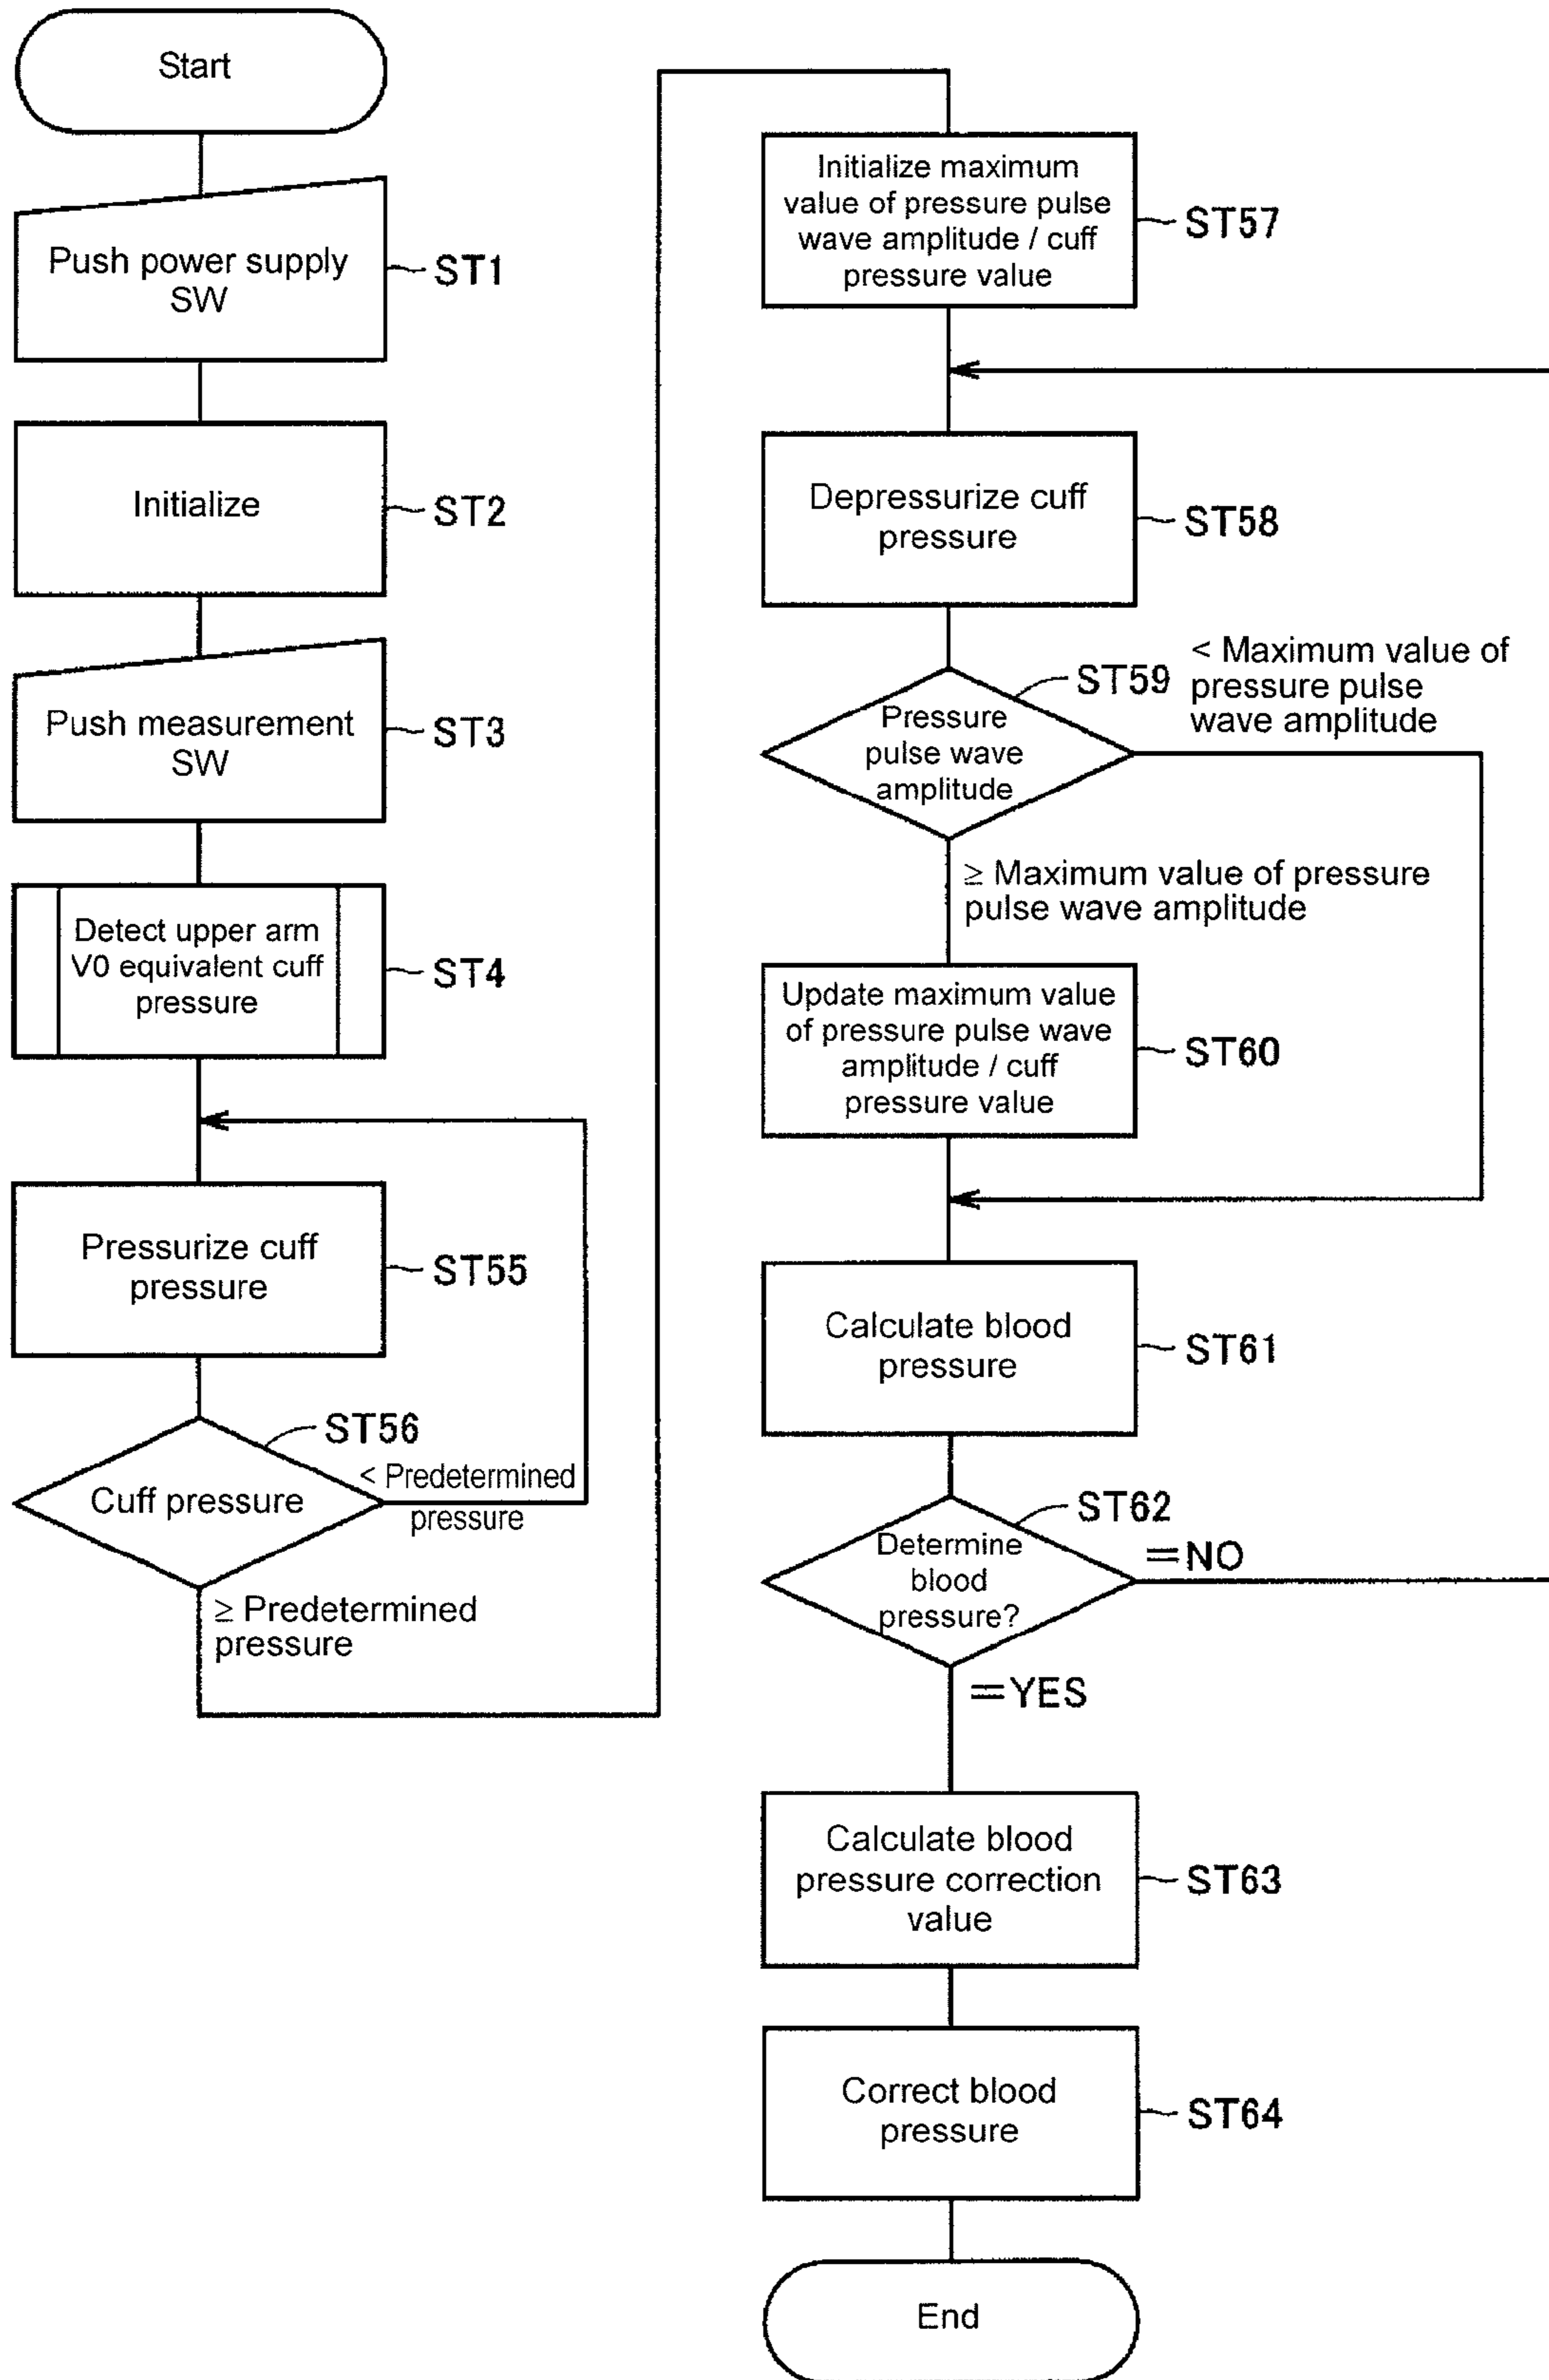 Start
Push power supply
SW
ST1
Initialize
ST2
Push measurement
SW
ST3
Detect upper arm
V0 equivalent cuff
pressure
ST4
Pressurize cuff
pressure
ST55
ST56
Cuff pressure
< Predetermined
pressure
≥ Predetermined
pressure
Initialize maximum
value of pressure pulse
wave amplitude / cuff
pressure value
ST57
Depressurize cuff
pressure
ST58
ST59
Pressure
pulse wave
amplitude
< Maximum value of
pressure pulse
wave amplitude
≥ Maximum value of pressure
pulse wave amplitude
Update maximum value
of pressure pulse wave
amplitude / cuff
pressure value
ST60
Calculate blood
pressure
ST61
ST62
Determine
blood
pressure?
=NO
=YES
Calculate blood
pressure correction
value
ST63
Correct blood
pressure
ST64
End